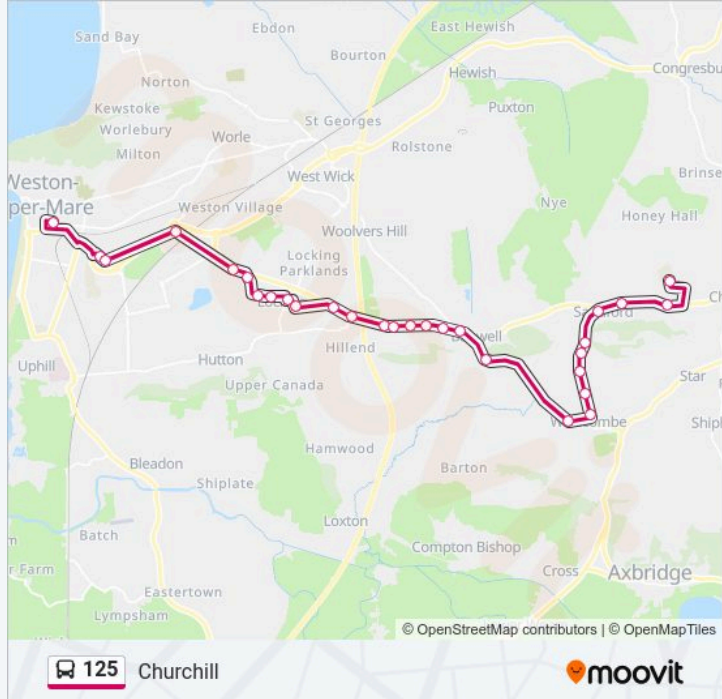 Sand Bay
Ebdon
East Hewish
Bourton
Norton
Hewish
Congresbu
Kewstoke
Puxton
Worlebury
Worle
St Georges
Milton
Rolstone
Brinse
West Wick
Weston-
per-Mare
Weston Village
Nye
Honey Hall
Woolvers Hill
Locking
Parklands
Ch
Hillend
Uphill
Hutton
Star
Upper Canada
Shipl
Hamwood
Bleadon
Barton
Shiplate
Loxton
Batch
Compton Bishop
r Farm
Cross
Axbridge
Eastertown
Lympsham
© OpenStreetMap contributors | © OpenMapTiles
125 Churchill
moovit